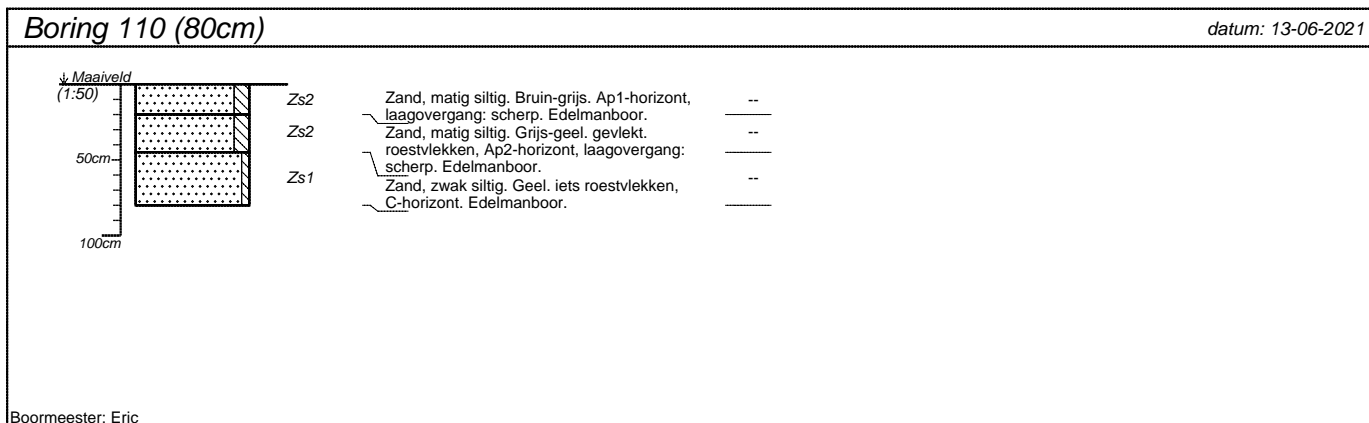 Boring 110 (80cm)
datum: 13-06-2021
Maaiveld
(1:50)
Zs2
Zand, matig siltig. Bruin-grijs. Ap1-horizont,
laagovergang: scherp. Edelmanboor.
--
Zs2
Zand, matig siltig. Grijs-geel. gevlekt.
roestvlekken, Ap2-horizont, laagovergang:
scherp. Edelmanboor.
--
50cm
Zs1
Zand, zwak siltig. Geel. iets roestvlekken,
C-horizont. Edelmanboor.
--
100cm
Boormeester: Eric